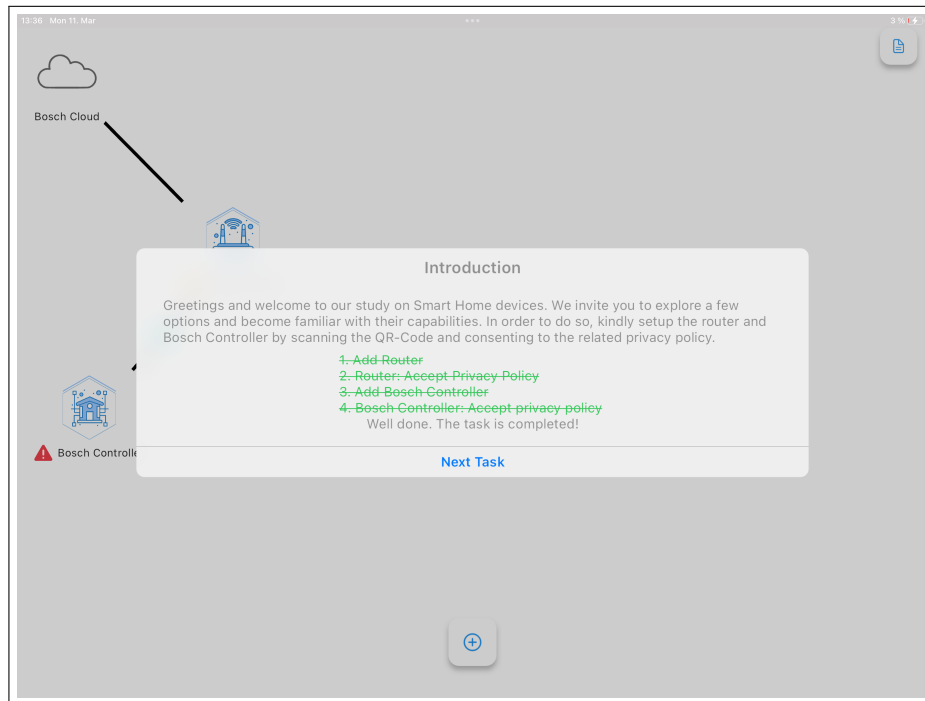 13:36 Mon 11. Mar
3 %
Bosch Cloud
Introduction
Greetings and welcome to our study on Smart Home devices. We invite you to explore a few
options and become familiar with their capabilities. In order to do so, kindly setup the router and
Bosch Controller by scanning the QR-Code and consenting to the related privacy policy.
1. Add Router
2. Router: Accept Privacy Policy
3. Add Bosch Controller
4. Bosch Controller: Accept privacy policy
Well done. The task is completed!
Bosch Controlle
Next Task